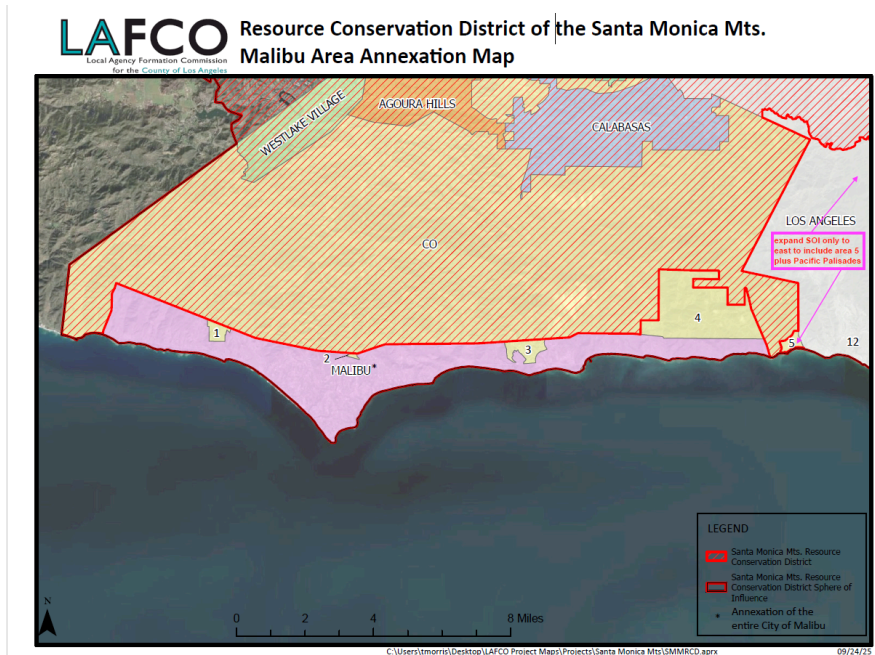 LAFCO
Local Agency Formation Commission
for the County of Los Angeles
Resource Conservation District of the Santa Monica Mts.
Malibu Area Annexation Map
WESTLAKE VILLAGE
AGOURA HILLS
CALABASAS
LOS ANGELES
expand SOI only to
east to include area 5
plus Pacific Palisades
CO
1
2
3
4
5
12
MALIBU*
LEGEND
Santa Monica Mts. Resource
Conservation District
Santa Monica Mts. Resource
Conservation District Sphere of
Influence
* Annexation of the
entire City of Malibu
N
0 2 4 8 Miles
C:\Users\tmorris\Desktop\LAFCO Project Maps\Projects\Santa Monica Mts\SMMRCD.aprx
09/24/25